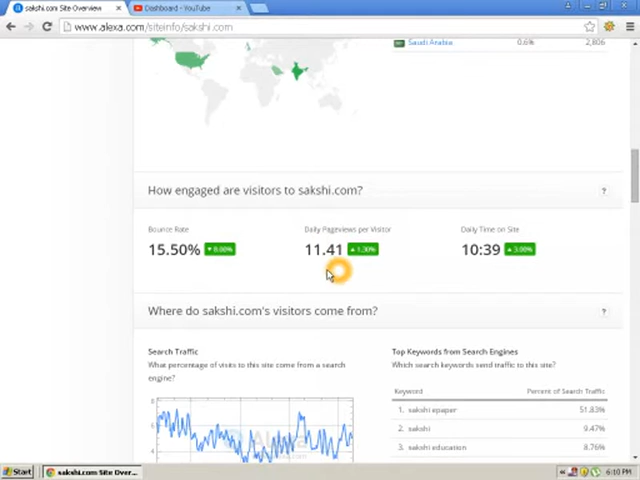 sakshi.com Site Overview
Dashboard - YouTube
www.alexa.com/siteinfo/sakshi.com
Saudi Arabia 0.6% 2,806
How engaged are visitors to sakshi.com? ?
Bounce Rate Daily Pageviews per Visitor Daily Time on Site
15.50% 11.41 1.30% 10:39 3.00%
Where do sakshi.com's visitors come from? ?
Search Traffic Top Keywords from Search Engines
What percentage of visits to this site come from a search Which search keywords send traffic to this site?
engine?
Keyword Percent of Search Traffic
1. sakshi epaper 51.83%
2. sakshi 9.47%
3. sakshi education 8.76%
Start sakshi.com Site Over... 6:10 PM